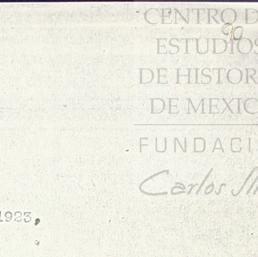 CENTRO D
90
ESTUDIOS
DE HISTOR
DE MEXIC
FUNDACI
Carlos Sli
1923,